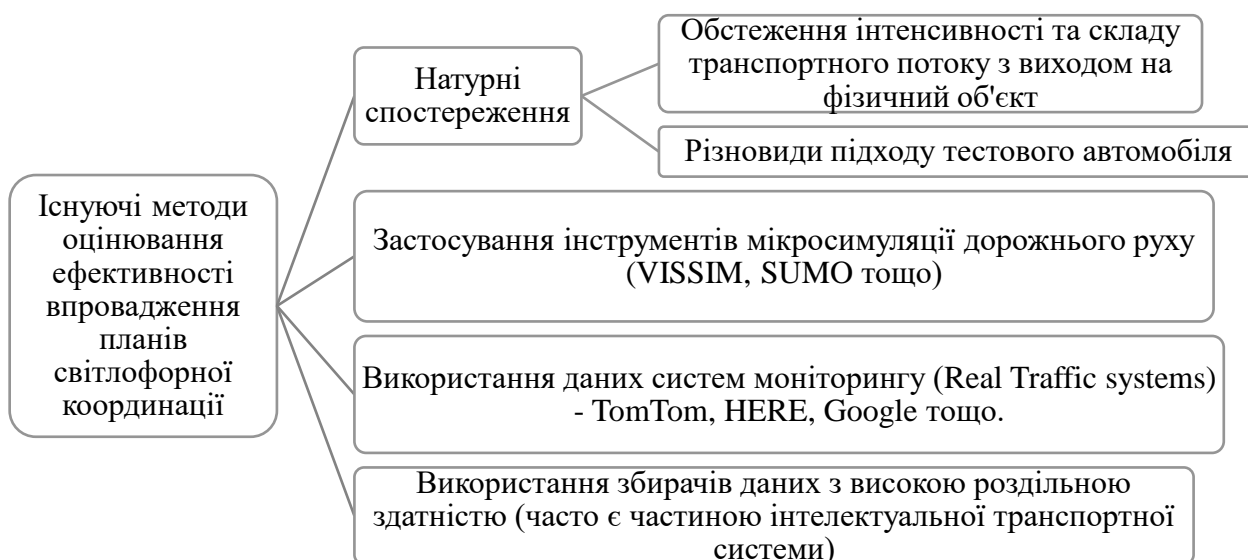 Існуючі методи
оцінювання
ефективності
впровадження
планів
світлофорної
координації
Натурні
спостереження
Обстеження інтенсивності та складу
транспортного потоку з виходом на
фізичний об'єкт
Різновиди підходу тестового автомобіля
Застосування інструментів мікросимуляції дорожнього руху
(VISSIM, SUMO тощо)
Використання даних систем моніторингу (Real Traffic systems)
- TomTom, HERE, Google тощо.
Використання збирачів даних з високою роздільною
здатністю (часто є частиною інтелектуальної транспортної
системи)